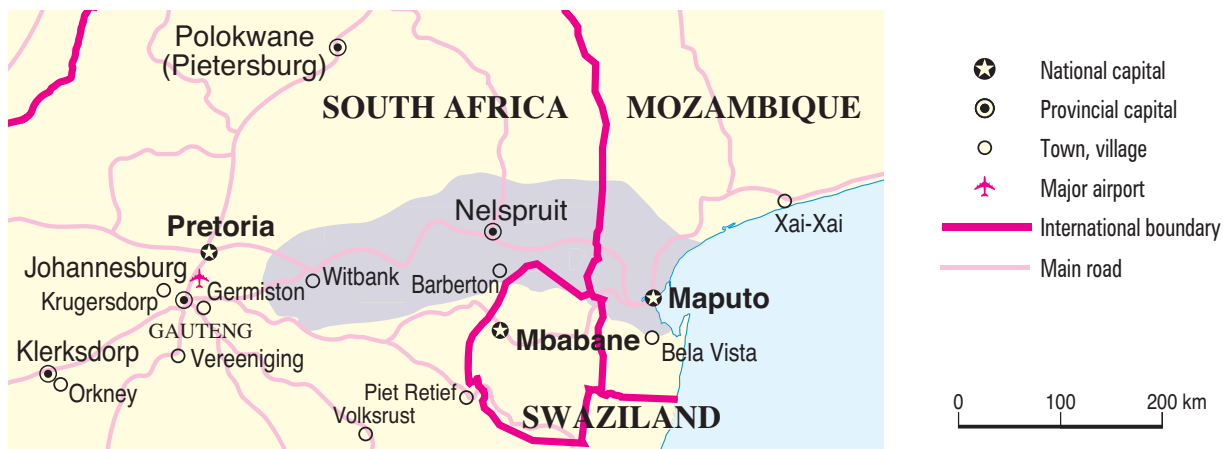 Polokwane
(Pietersburg)
SOUTH AFRICA
MOZAMBIQUE
Nelspruit
Xai-Xai
Pretoria
Johannesburg
Witbank
Barberton
Krugersdorp
Germiston
Maputo
GAUTENG
Mbabane
Klerksdorp
Vereeniging
Bela Vista
Orkney
Piet Retief
Volksrust
SWAZILAND
National capital
Provincial capital
Town, village
Major airport
International boundary
Main road
0 100 200 km